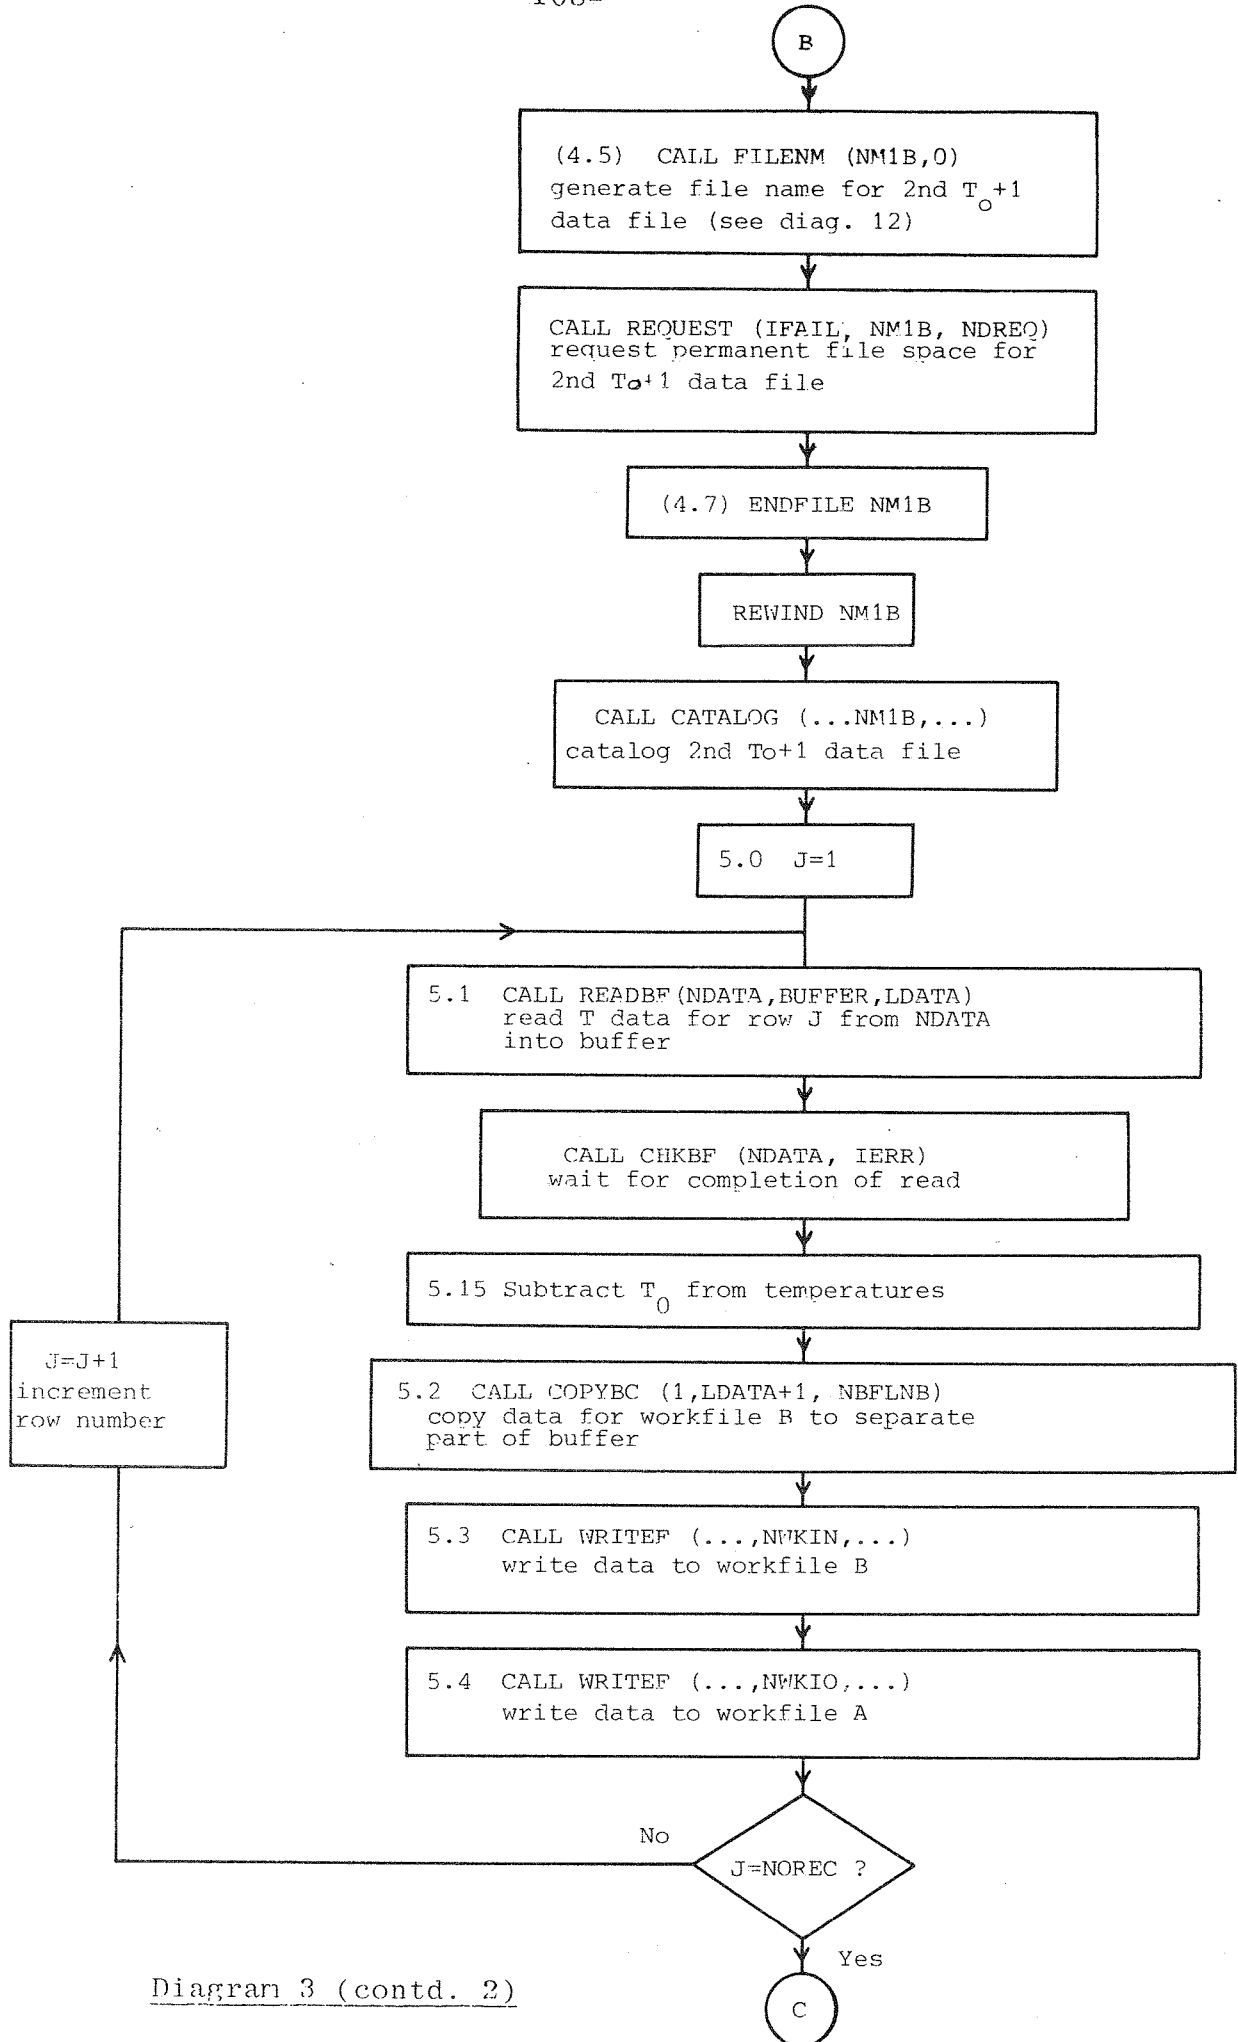 B
(4.5) CALL FILENM (NM1B,0)
generate file name for 2nd To+1
data file (see diag. 12)
CALL REQUEST (IFAIL, NM1B, NDREQ)
request permanent file space for
2nd To+1 data file
(4.7) ENDFILE NM1B
REWIND NM1B
CALL CATALOG (...NM1B,...)
catalog 2nd To+1 data file
5.0 J=1
5.1 CALL READBF(NDATA,BUFFER,LDATA)
read T data for row J from NDATA
into buffer
CALL CHKBF (NDATA, IERR)
wait for completion of read
5.15 Subtract T0 from temperatures
J=J+1
increment
row number
5.2 CALL COPYBC (1,LDATA+1, NBFLNB)
copy data for workfile B to separate
part of buffer
5.3 CALL WRITEF (...,NWKIN,...)
write data to workfile B
5.4 CALL WRITEF (...,NWKIO,...)
write data to workfile A
No
J=NOREC ?
Yes
Diagram 3 (contd. 2)
C